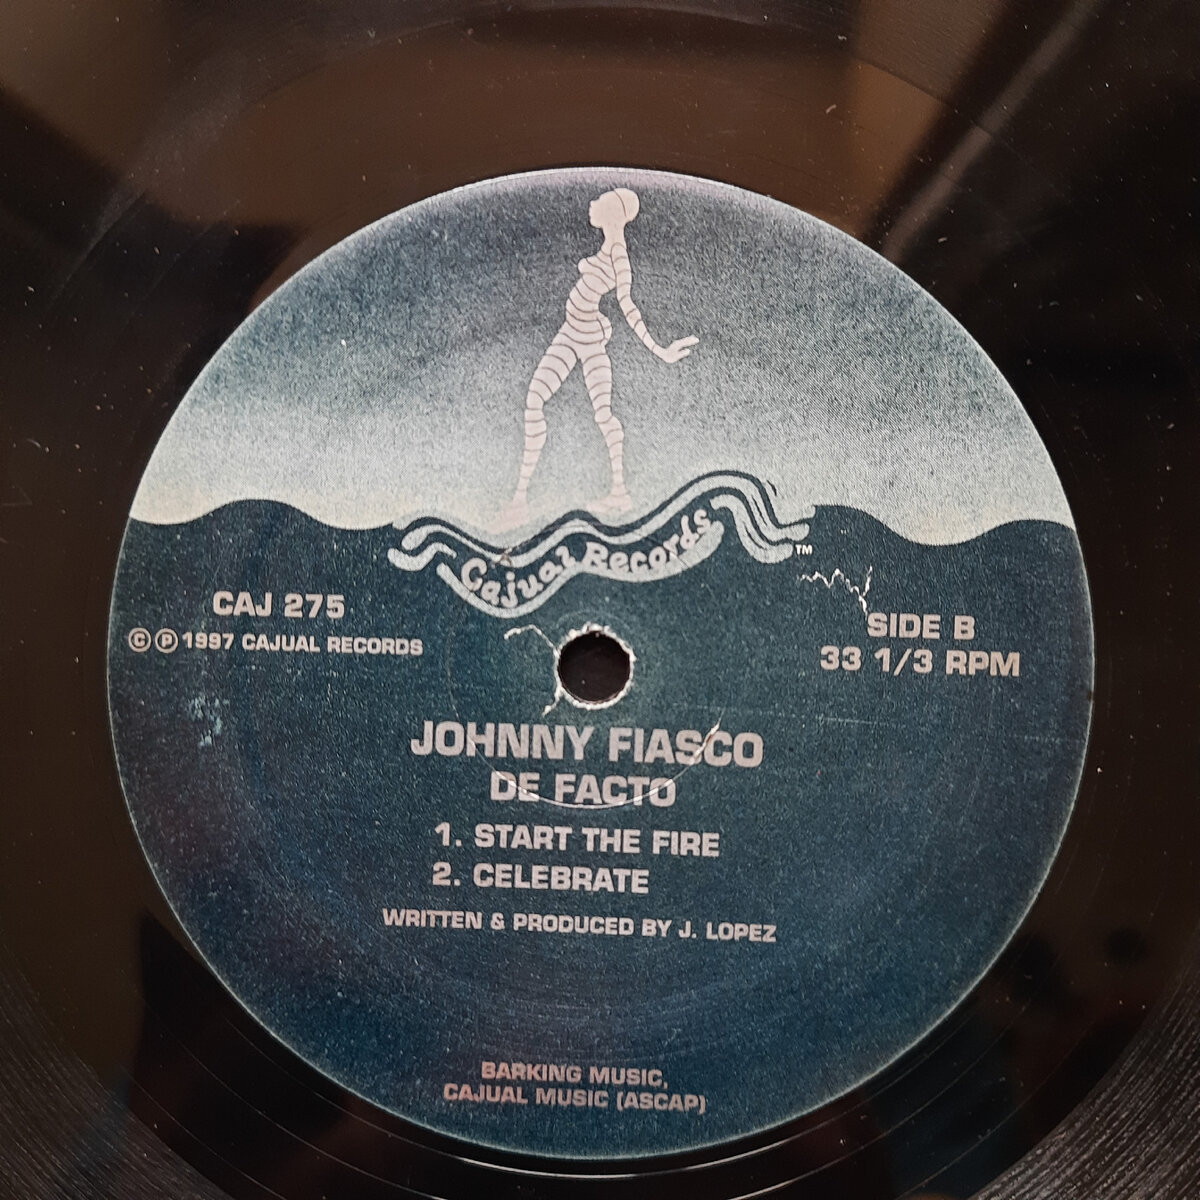 Cajual Records
TM
CAJ 275
© ℗ 1997 CAJUAL RECORDS
SIDE B
33 1/3 RPM
JOHNNY FIASCO
DE FACTO
1. START THE FIRE
2. CELEBRATE
WRITTEN & PRODUCED BY J. LOPEZ
BARKING MUSIC,
CAJUAL MUSIC (ASCAP)